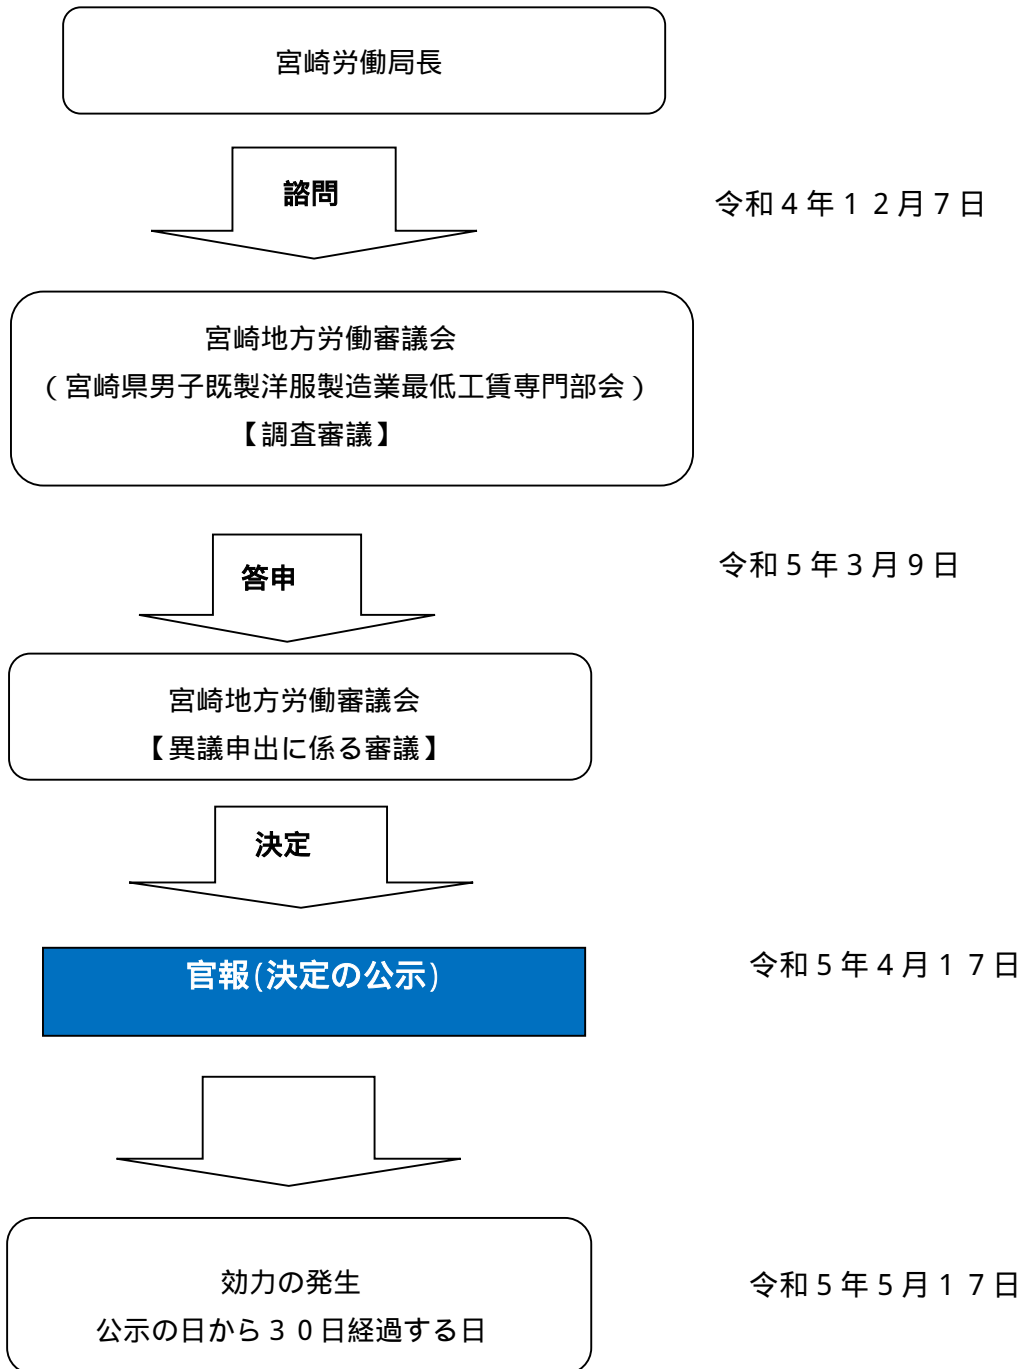 宮崎労働局長
諮問
令和4年12月7日
宮崎地方労働審議会
(宮崎県男子既製洋服製造業最低工賃専門部会)
【調査審議】
答申
令和5年3月9日
宮崎地方労働審議会
【異議申出に係る審議】
決定
官報(決定の公示)
令和5年4月17日
効力の発生
公示の日から30日経過する日
令和5年5月17日